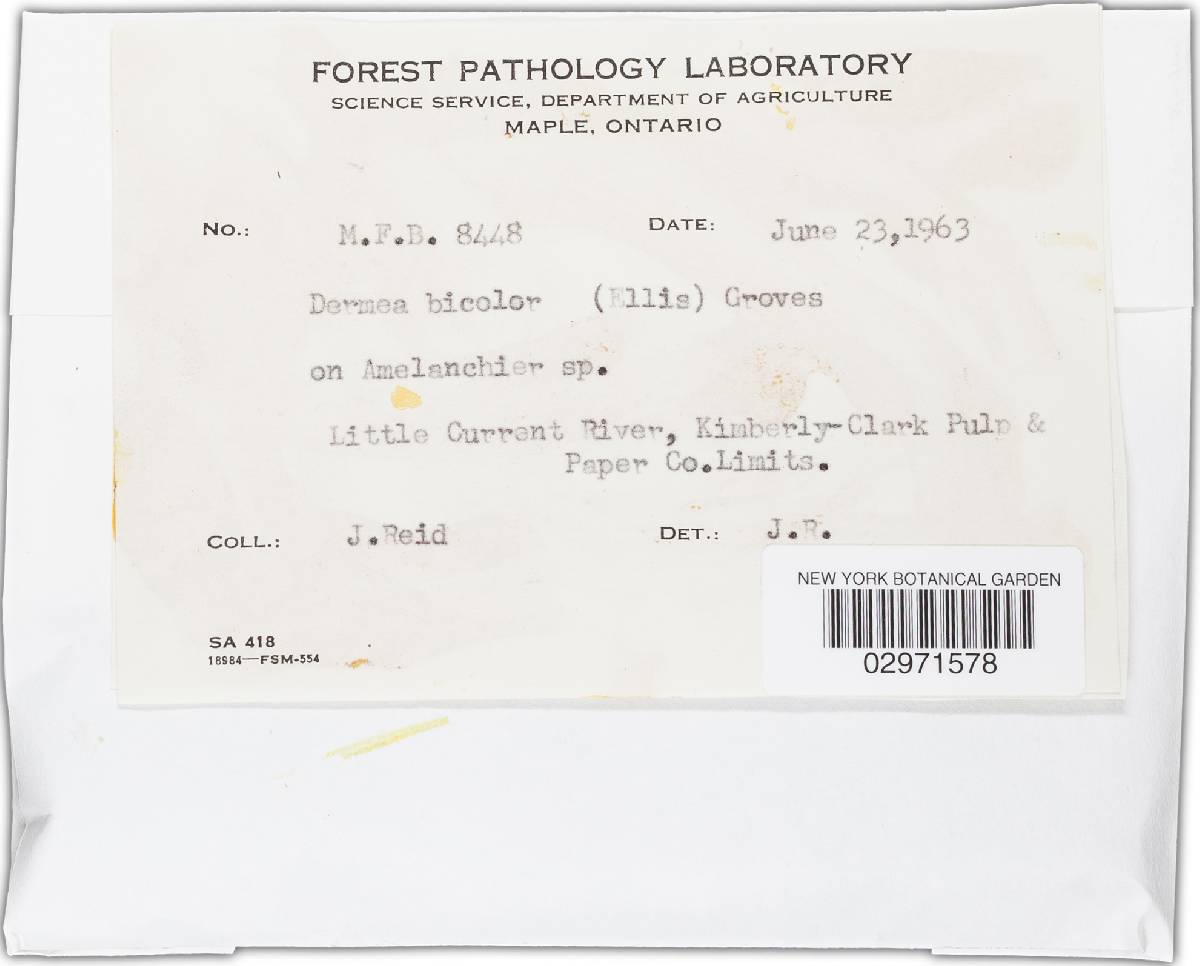 FOREST PATHOLOGY LABORATORY
SCIENCE SERVICE, DEPARTMENT OF AGRICULTURE
MAPLE, ONTARIO
NO.: M.F.B. 8448 DATE: June 23,1963
Dermea bicolor (Ellis) Groves
on Amelanchier sp.
Little Current River, Kimberly-Clark Pulp &
Paper Co.Limits.
COLL.: J.Reid DET.: J.R.
NEW YORK BOTANICAL GARDEN
02971578
SA 418
18984—FSM-554